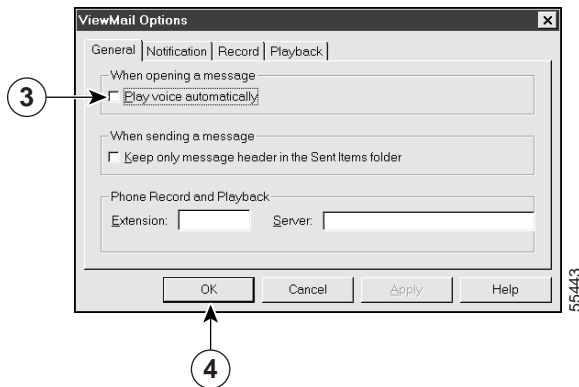 ViewMail Options
General Notification Record Playback
When opening a message
3
Play voice automatically
When sending a message
Keep only message header in the Sent Items folder
Phone Record and Playback
Extension: Server:
OK Cancel Apply Help
55443
4